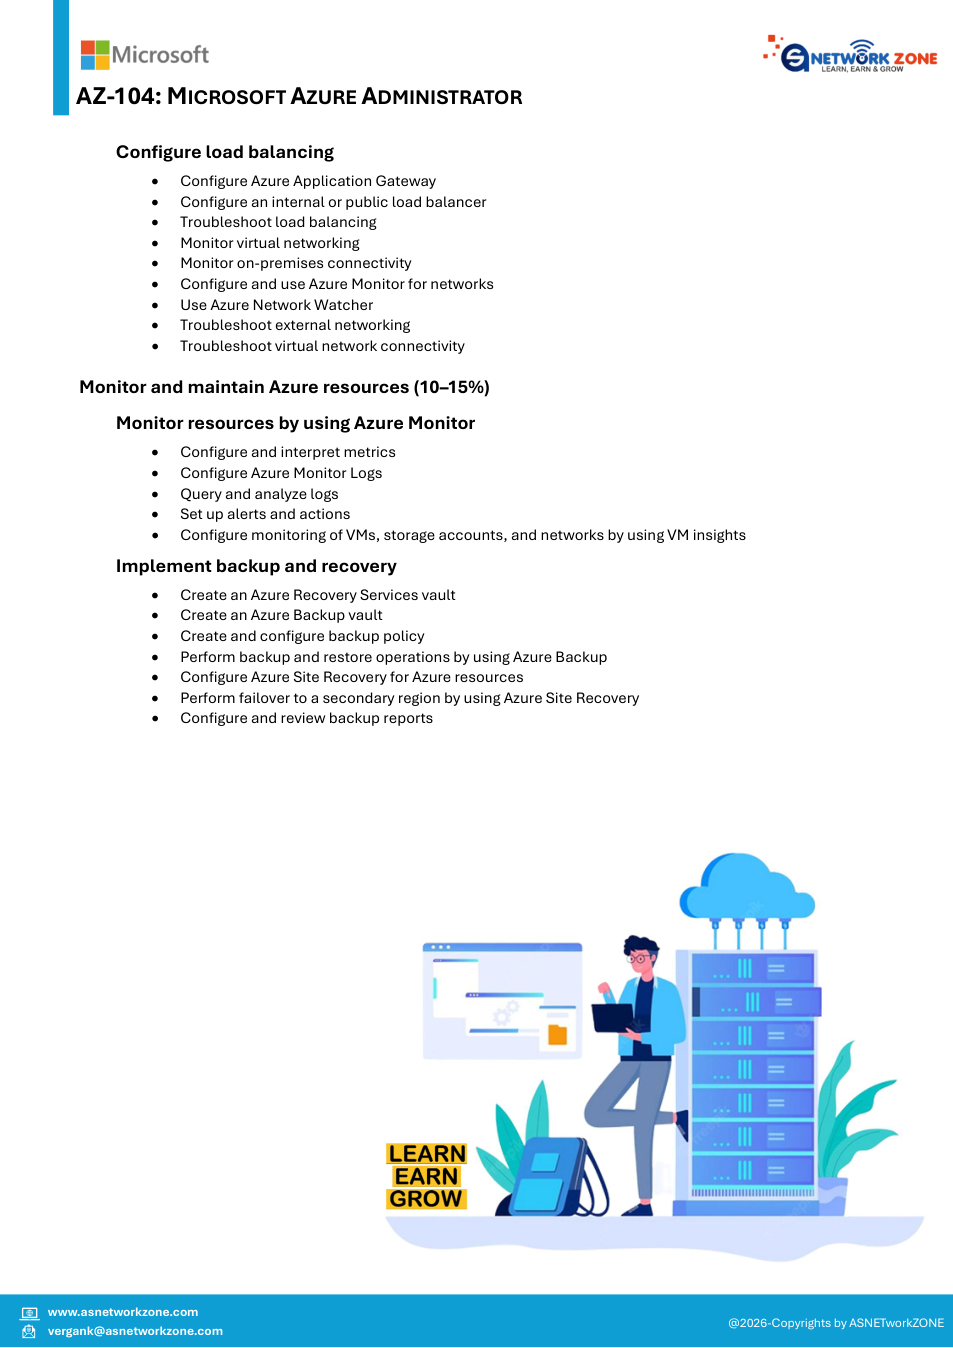 Microsoft
NETWORK ZONE
LEARN, EARN & GROW
AZ-104: MICROSOFT AZURE ADMINISTRATOR
Configure load balancing
• Configure Azure Application Gateway
• Configure an internal or public load balancer
• Troubleshoot load balancing
• Monitor virtual networking
• Monitor on-premises connectivity
• Configure and use Azure Monitor for networks
• Use Azure Network Watcher
• Troubleshoot external networking
• Troubleshoot virtual network connectivity
Monitor and maintain Azure resources (10–15%)
Monitor resources by using Azure Monitor
• Configure and interpret metrics
• Configure Azure Monitor Logs
• Query and analyze logs
• Set up alerts and actions
• Configure monitoring of VMs, storage accounts, and networks by using VM insights
Implement backup and recovery
• Create an Azure Recovery Services vault
• Create an Azure Backup vault
• Create and configure backup policy
• Perform backup and restore operations by using Azure Backup
• Configure Azure Site Recovery for Azure resources
• Perform failover to a secondary region by using Azure Site Recovery
• Configure and review backup reports
LEARN
EARN
GROW
www.asnetworkzone.com
vergank@asnetworkzone.com
@2026-Copyrights by ASNETworkZONE